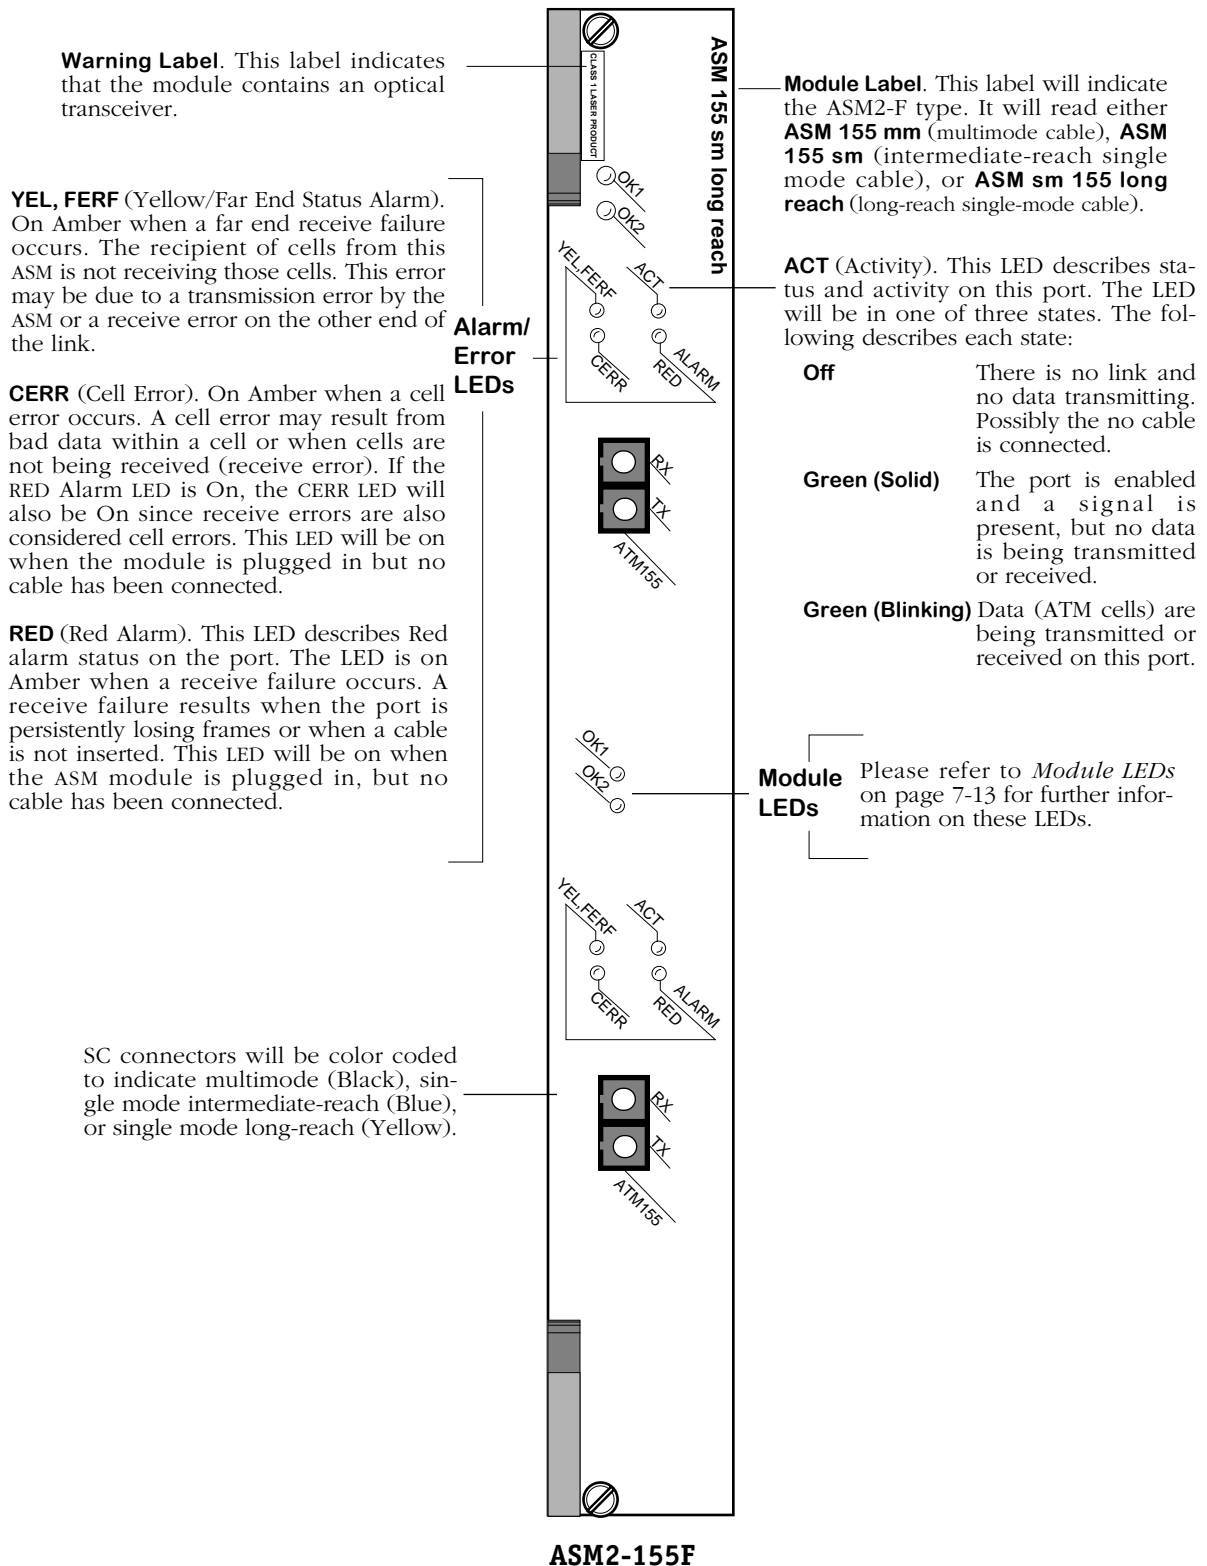 Warning Label. This label indicates
that the module contains an optical
transceiver.
YEL, FERF (Yellow/Far End Status Alarm).
On Amber when a far end receive failure
occurs. The recipient of cells from this
ASM is not receiving those cells. This error
may be due to a transmission error by the
ASM or a receive error on the other end of
the link.
CERR (Cell Error). On Amber when a cell
error occurs. A cell error may result from
bad data within a cell or when cells are
not being received (receive error). If the
RED Alarm LED is On, the CERR LED will
also be On since receive errors are also
considered cell errors. This LED will be on
when the module is plugged in but no
cable has been connected.
RED (Red Alarm). This LED describes Red
alarm status on the port. The LED is on
Amber when a receive failure occurs. A
receive failure results when the port is
persistently losing frames or when a cable
is not inserted. This LED will be on when
the ASM module is plugged in, but no
cable has been connected.
Alarm/
Error
LEDs
SC connectors will be color coded
to indicate multimode (Black), sin-
gle mode intermediate-reach (Blue),
or single mode long-reach (Yellow).
CLASS 1 LASER PRODUCT
ASM 155 sm long reach
OK1
OK2
YEL,FERF
ACT
CERR
RED
ALARM
RX
TX
ATM155
OK1
OK2
YEL,FERF
ACT
CERR
RED
ALARM
RX
TX
ATM155
Module Label. This label will indicate
the ASM2-F type. It will read either
ASM 155 mm (multimode cable), ASM
155 sm (intermediate-reach single
mode cable), or ASM sm 155 long
reach (long-reach single-mode cable).
ACT (Activity). This LED describes sta-
tus and activity on this port. The LED
will be in one of three states. The fol-
lowing describes each state:
Off There is no link and
no data transmitting.
Possibly the no cable
is connected.
Green (Solid) The port is enabled
and a signal is
present, but no data
is being transmitted
or received.
Green (Blinking) Data (ATM cells) are
being transmitted or
received on this port.
Module
LEDs
Please refer to Module LEDs
on page 7-13 for further infor-
mation on these LEDs.
ASM2-155F